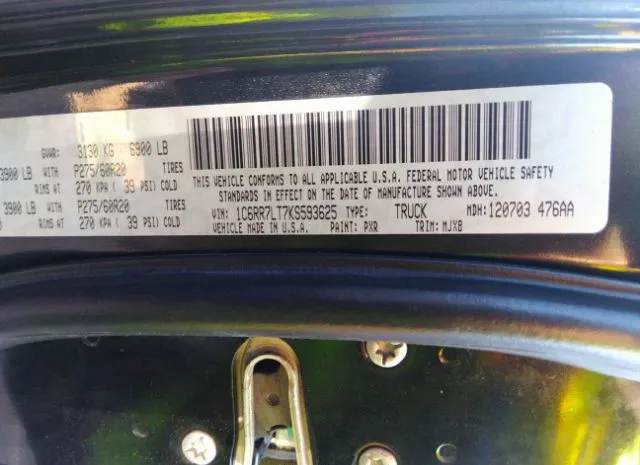 GVWR: 3130 KG 6900 LB
3900 LB WITH P275/60R20 TIRES
RIMS AT 270 KPA ( 39 PSI) COLD
3900 LB WITH P275/60R20 TIRES
RIMS AT 270 KPA ( 39 PSI) COLD
THIS VEHICLE CONFORMS TO ALL APPLICABLE U.S.A. FEDERAL MOTOR VEHICLE SAFETY
STANDARDS IN EFFECT ON THE DATE OF MANUFACTURE SHOWN ABOVE.
VIN: 1C6RR7LT7KS593625 TYPE: TRUCK MDH: 120703 476AA
VEHICLE MADE IN U.S.A. PAINT: PXR TRIM: MJX8